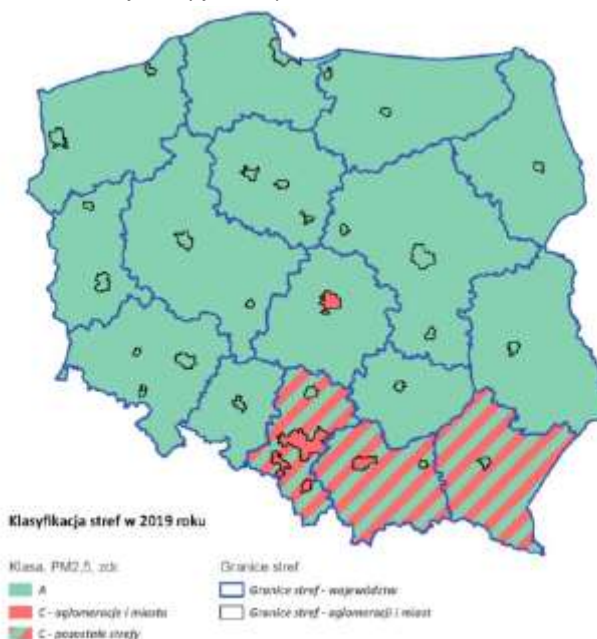 Klasyfikacja stref w 2019 roku
Klasa, PM2,5, zdr.
A
C - aglomeracje i miasta
C - pozostałe strefy
Granice stref
Granice stref - województw
Granice stref - aglomeracji i miast